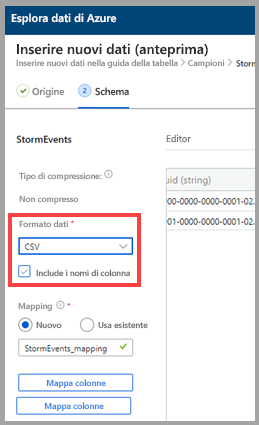 Esplora dati di Azure
Inserire nuovi dati (anteprima)
Inserire nuovi dati nella guida della tabella > Campioni > Storm
Origine 2 Schema
StormEvents
Editor
Tipo di compressione:
uid (string)
Non compresso
00-0000-0000-0001-02.
Formato dati *
01-0000-0000-0001-02.
CSV
Include i nomi di colonna
Mapping *
Nuovo Usa esistente
StormEvents_mapping
Mappa colonne
Mappa colonne